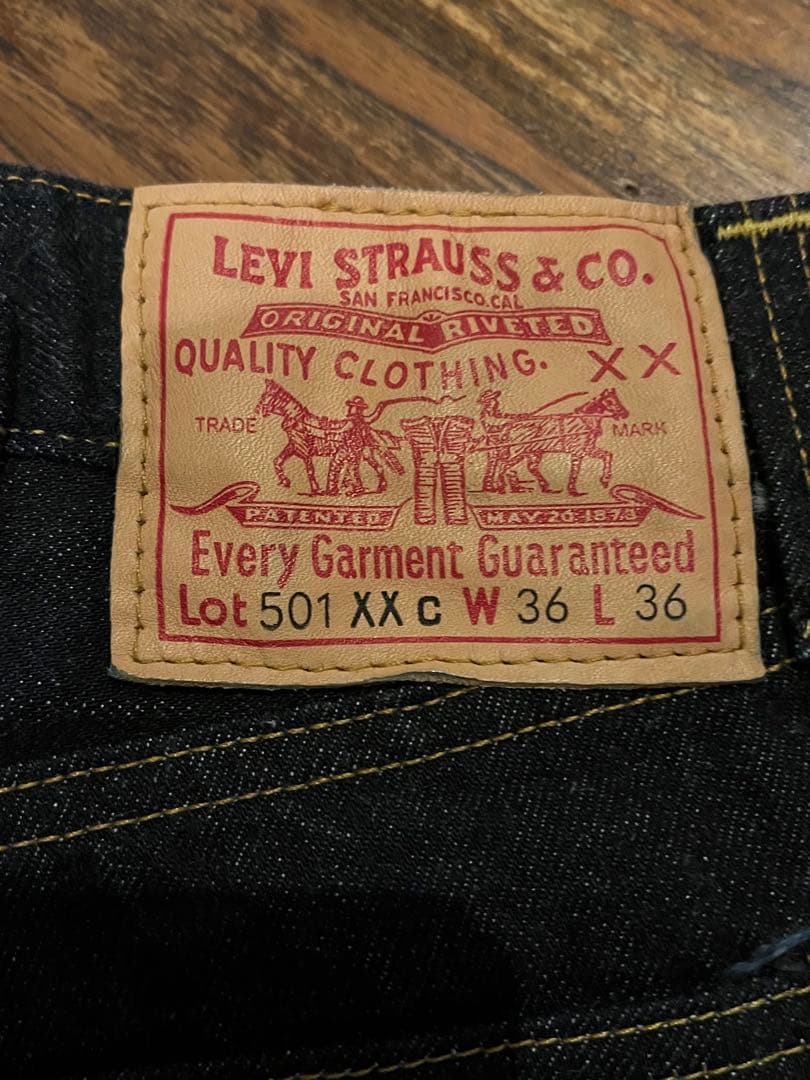 LEVI STRAUSS & CO.
SAN FRANCISCO.CAL
ORIGINAL RIVETED
QUALITY CLOTHING. XX
TRADE MARK
PATENTED MAY 20.1873
Every Garment Guaranteed
Lot 501 XX C W 36 L 36